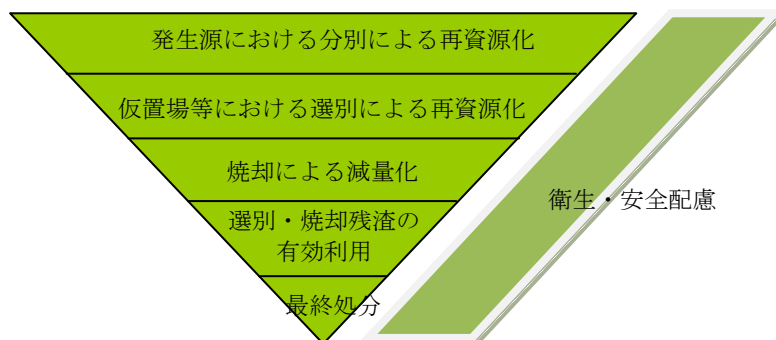 発生源における分別による再資源化
仮置場等における選別による再資源化
焼却による減量化
衛生・安全配慮
選別・焼却残渣の
有効利用
最終処分